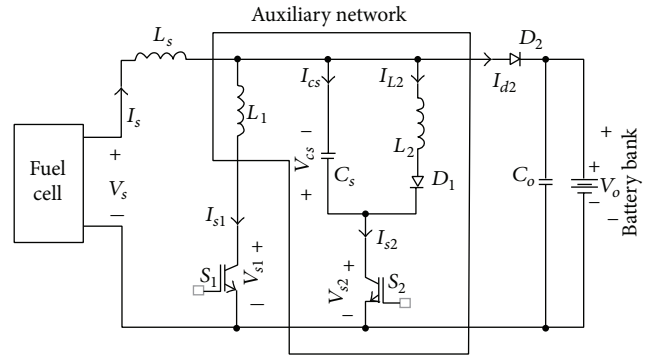 Auxiliary network
L_s
D_2
I_cs
I_L2
I_d2
I_s
L_1
L_2
Fuel
cell
+
V_s
−
−
V_cs
+
C_s
D_1
C_o
+
+
V_o
−
−
Battery bank
I_s1
I_s2
S_1
V_s1
+
−
V_s2
+
−
S_2